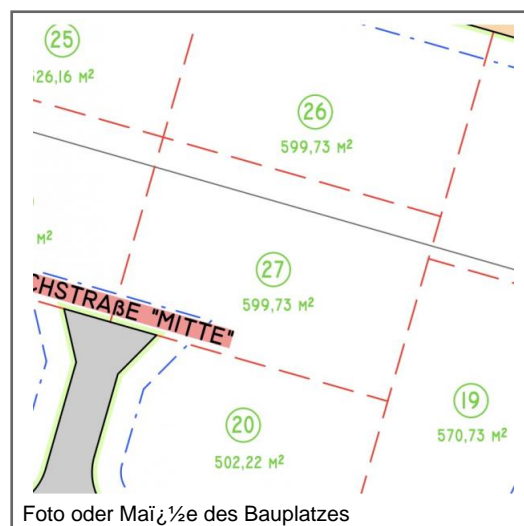 25
526,16 M²
26
599,73 M²
M²
27
599,73 M²
CHSTRAßE "MITTE"
19
570,73 M²
20
502,22 M²
Foto oder Maï¿½e des Bauplatzes